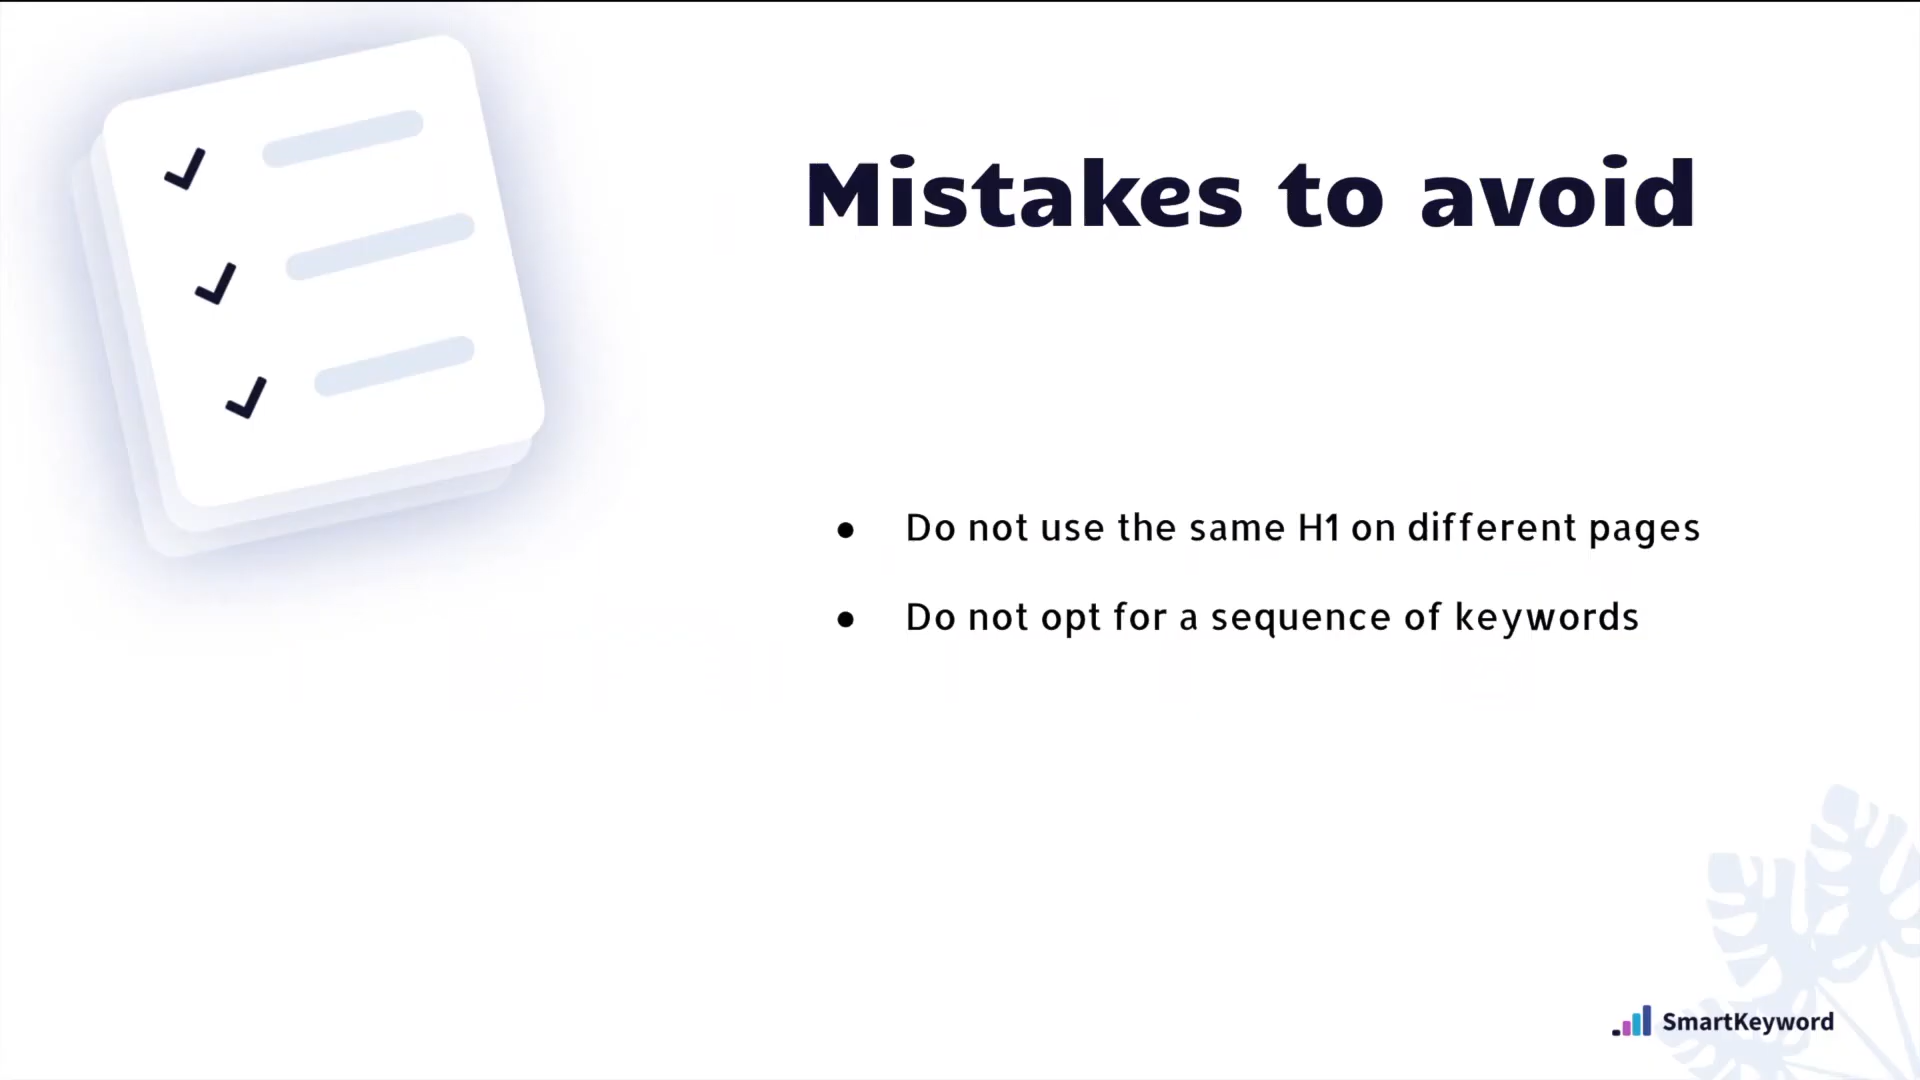 Mistakes to avoid
● Do not use the same H1 on different pages
● Do not opt for a sequence of keywords
SmartKeyword